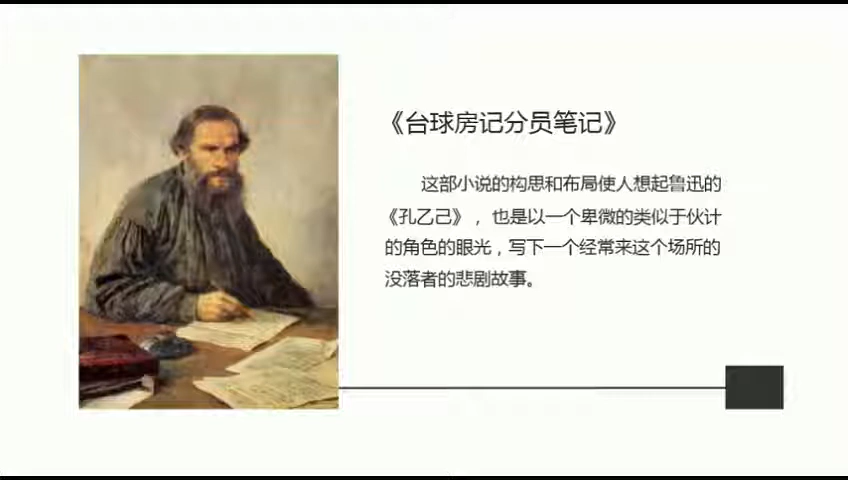 《台球房记分员笔记》
这部小说的构思和布局使人想起鲁迅的
《孔乙己》，也是以一个卑微的类似于伙计
的角色的眼光，写下一个经常来这个场所的
没落者的悲剧故事。